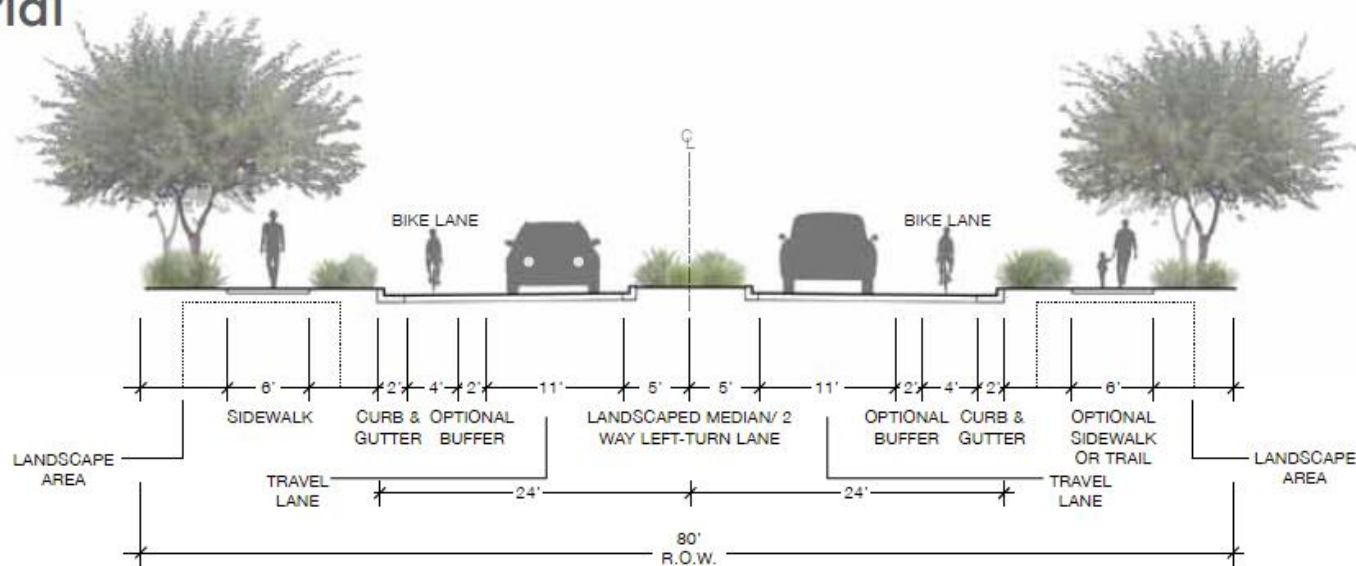 ℄
BIKE LANE
BIKE LANE
6'
2'
4'
2'
11'
5'
5'
11'
2'
4'
2'
6'
SIDEWALK
CURB &
GUTTER
OPTIONAL
BUFFER
LANDSCAPED MEDIAN/ 2
WAY LEFT-TURN LANE
OPTIONAL
BUFFER
CURB &
GUTTER
OPTIONAL
SIDEWALK
OR TRAIL
LANDSCAPE
AREA
LANDSCAPE
AREA
TRAVEL
LANE
24'
24'
TRAVEL
LANE
80'
R.O.W.